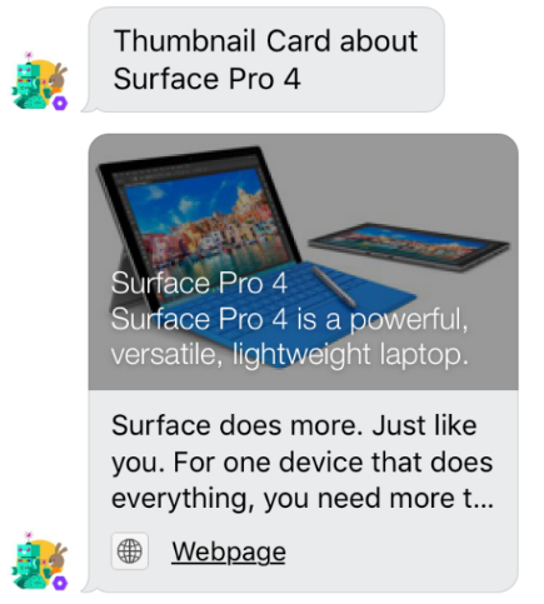 Thumbnail Card about
Surface Pro 4
Surface Pro 4
Surface Pro 4 is a powerful,
versatile, lightweight laptop.
Surface does more. Just like
you. For one device that does
everything, you need more t...
Webpage